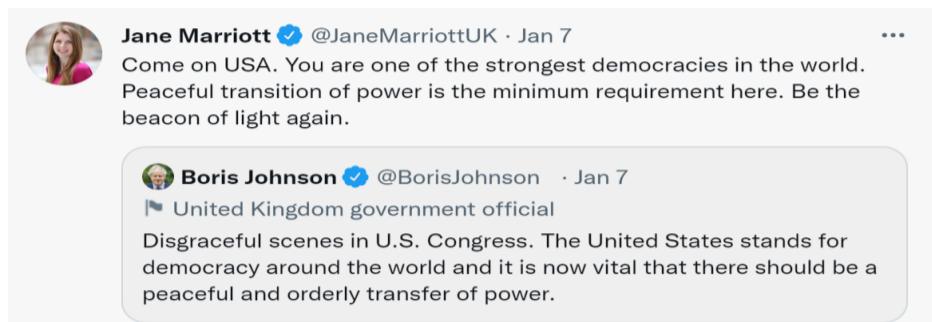 Jane Marriott @JaneMarriottUK · Jan 7
Come on USA. You are one of the strongest democracies in the world.
Peaceful transition of power is the minimum requirement here. Be the
beacon of light again.
Boris Johnson @BorisJohnson · Jan 7
United Kingdom government official
Disgraceful scenes in U.S. Congress. The United States stands for
democracy around the world and it is now vital that there should be a
peaceful and orderly transfer of power.